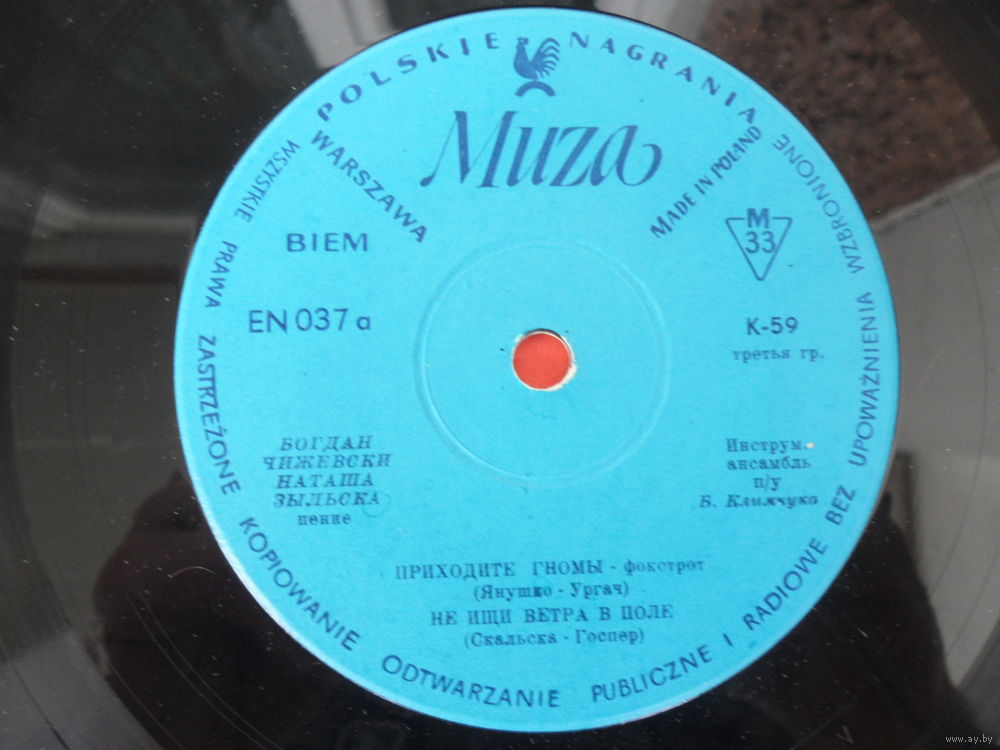 POLSKIE NAGRANIA
WARSZAWA
Muza
MADE IN POLAND
WSZYSTKIE PRAWA ZASTRZEŻONE KOPIOWANIE ODTWARZANIE PUBLICZNE I RADIOWE BEZ UPOWAŻNIENIA WZBRONIONE
BIEM
M
33
EN 037 a
K-59
третья гр.
БОГДАН
ЧИЖЕВСКИ
НАТАША
ЗЫЛЬСКА
пение
Инструм.
ансамбль
п/у
Б. Климчуко
ПРИХОДИТЕ ГНОМЫ - фокстрот
(Янушко - Ургач)
НЕ ИЩИ ВЕТРА В ПОЛЕ
(Скальска - Госпер)
www.ay.by